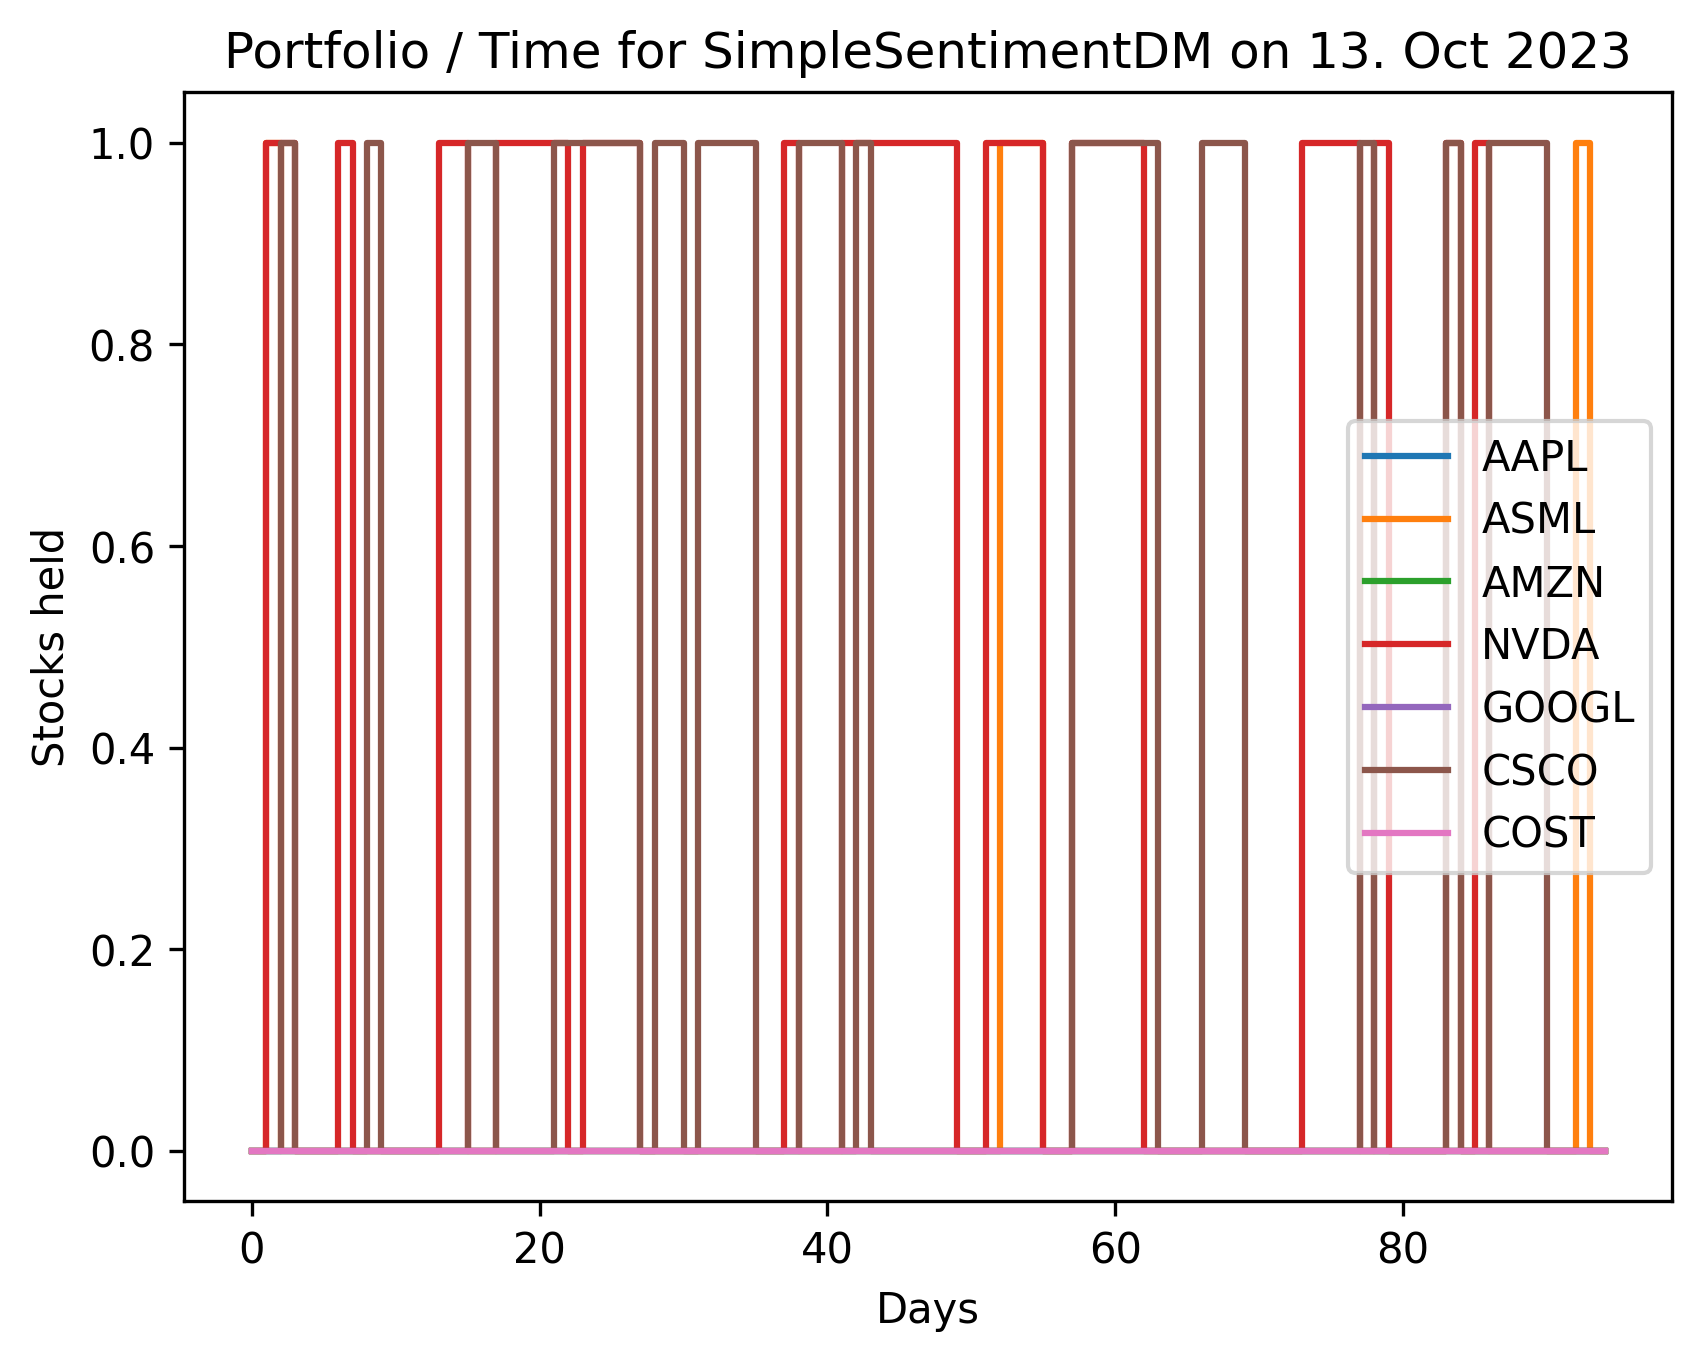 Portfolio / Time for SimpleSentimentDM on 13. Oct 2023
1.0
0.8
0.6
0.4
0.2
0.0
Stocks held
AAPL
ASML
AMZN
NVDA
GOOGL
CSCO
COST
0 20 40 60 80
Days